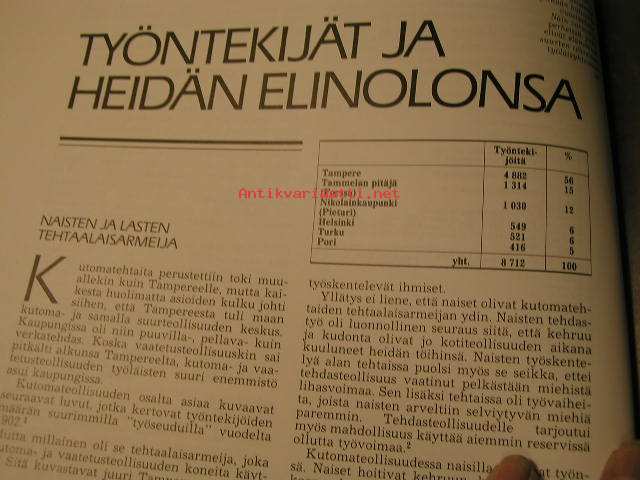 TYÖNTEKIJÄT JA
HEIDÄN ELINOLONSA
NAISTEN JA LASTEN
TEHTAALAISARMEIJA
Kutomatehtaita perustettiin toki muu-
allekin kuin Tampereelle, mutta kai-
kesta huolimatta asioiden kulku johti
siihen, että Tampereesta tuli maan
kutoma- ja samalla suurteollisuuden keskus.
Kaupungissa oli niin puuvilla-, pellava- kuin
verkatehdas. Koska vaatetusteollisuuskin sai
pitkälti alkunsa Tampereelta, kutoma- ja vaa-
tetusteollisuuden työläisten suuri enemmistö
asui kaupungissa.
Kutomateollisuuden osalta asiaa kuvaavat
seuraavat luvut, jotka kertovat työntekijöiden
määrän suurimmilla "työseuduilla" vuodelta
902
Mutta millainen oli se tehtaalaisarmeija, joka
kutoma- ja vaatetusteollisuuden koneita käyt-
Sitä kuvastavat juuri
Työnteki-
jöitä %
Tampere 4 882 56
Tammelan pitäjä 1 314 15
(Forssa)
Nikolainkaupunki 1 030 12
(Pietari)
Helsinki 549 6
Turku 521 6
Pori 416 5
yht. 8 712 100
Antikvariaatti.net
työskentelevät ihmiset.
Yllätys ei liene, että naiset olivat kutomateh-
taiden tehtaalaisarmeijan ydin. Naisten tehdas-
työ oli luonnollinen seuraus siitä, että kehruu
ja kudonta olivat jo kotiteollisuuden aikana
kuuluneet heidän töihinsä. Naisten työskente-
lyä alan tehtaissa puolsi myös se seikka, ettei
tehdasteollisuus vaatinut pelkästään miehistä
lihasvoimaa. Sen lisäksi tehtaissa oli työvaihei-
ta, joista naisten arveltiin selviytyvän miehiä
paremmin. Tehdasteollisuudelle tarjoutui
myös mahdollisuus käyttää aiemmin reservissä
ollutta työvoimaa.²
Kutomateollisuudessa naisilla työn-
sä. Naiset hoitivat kehruun